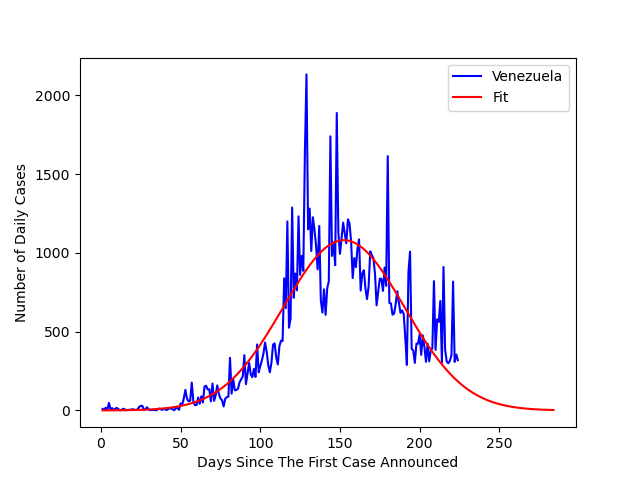 Venezuela
Fit
Number of Daily Cases
2000
1500
1000
500
0
0 50 100 150 200 250
Days Since The First Case Announced